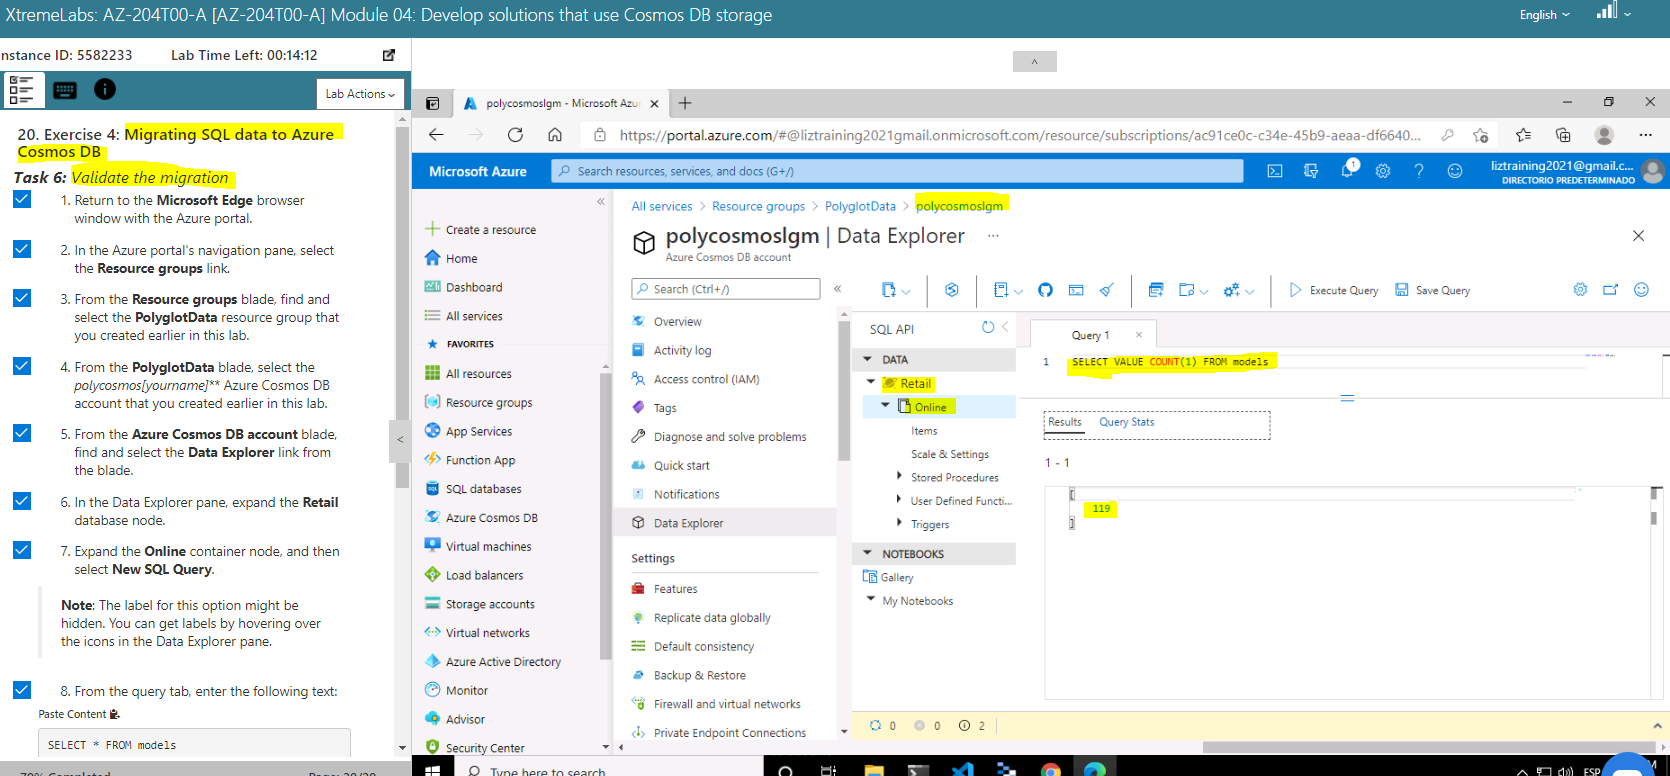 XtremeLabs: AZ-204T00-A [AZ-204T00-A] Module 04: Develop solutions that use Cosmos DB storage
English
nstance ID: 5582233
Lab Time Left: 00:14:12
Lab Actions
20. Exercise 4: Migrating SQL data to Azure
Cosmos DB
Task 6: Validate the migration
1. Return to the Microsoft Edge browser
window with the Azure portal.
2. In the Azure portal's navigation pane, select
the Resource groups link.
3. From the Resource groups blade, find and
select the PolyglotData resource group that
you created earlier in this lab.
4. From the PolyglotData blade, select the
polycosmos[yourname]** Azure Cosmos DB
account that you created earlier in this lab.
5. From the Azure Cosmos DB account blade,
find and select the Data Explorer link from
the blade.
6. In the Data Explorer pane, expand the Retail
database node.
7. Expand the Online container node, and then
select New SQL Query.
Note: The label for this option might be
hidden. You can get labels by hovering over
the icons in the Data Explorer pane.
8. From the query tab, enter the following text:
Paste Content
SELECT * FROM models
polycosmoslgm - Microsoft Azur
https://portal.azure.com/#@liztraining2021gmail.onmicrosoft.com/resource/subscriptions/ac91ce0c-c34e-45b9-aeaa-df6640...
Microsoft Azure
Search resources, services, and docs (G+/)
1
liztraining2021@gmail.c...
DIRECTORIO PREDETERMINADO
Create a resource
Home
Dashboard
All services
FAVORITES
All resources
Resource groups
App Services
Function App
SQL databases
Azure Cosmos DB
Virtual machines
Load balancers
Storage accounts
Virtual networks
Azure Active Directory
Monitor
Advisor
Security Center
All services > Resource groups > PolyglotData > polycosmoslgm
polycosmoslgm | Data Explorer ...
Azure Cosmos DB account
Search (Ctrl+/)
Overview
Activity log
Access control (IAM)
Tags
Diagnose and solve problems
Quick start
Notifications
Data Explorer
Settings
Features
Replicate data globally
Default consistency
Backup & Restore
Firewall and virtual networks
Private Endpoint Connections
Execute Query
Save Query
SQL API
DATA
Retail
Online
Items
Scale & Settings
Stored Procedures
User Defined Functi...
Triggers
NOTEBOOKS
Gallery
My Notebooks
Query 1
1 SELECT VALUE COUNT(1) FROM models
Results
Query Stats
1 - 1
[
119
]
0
0
2
Type here to search
ESP